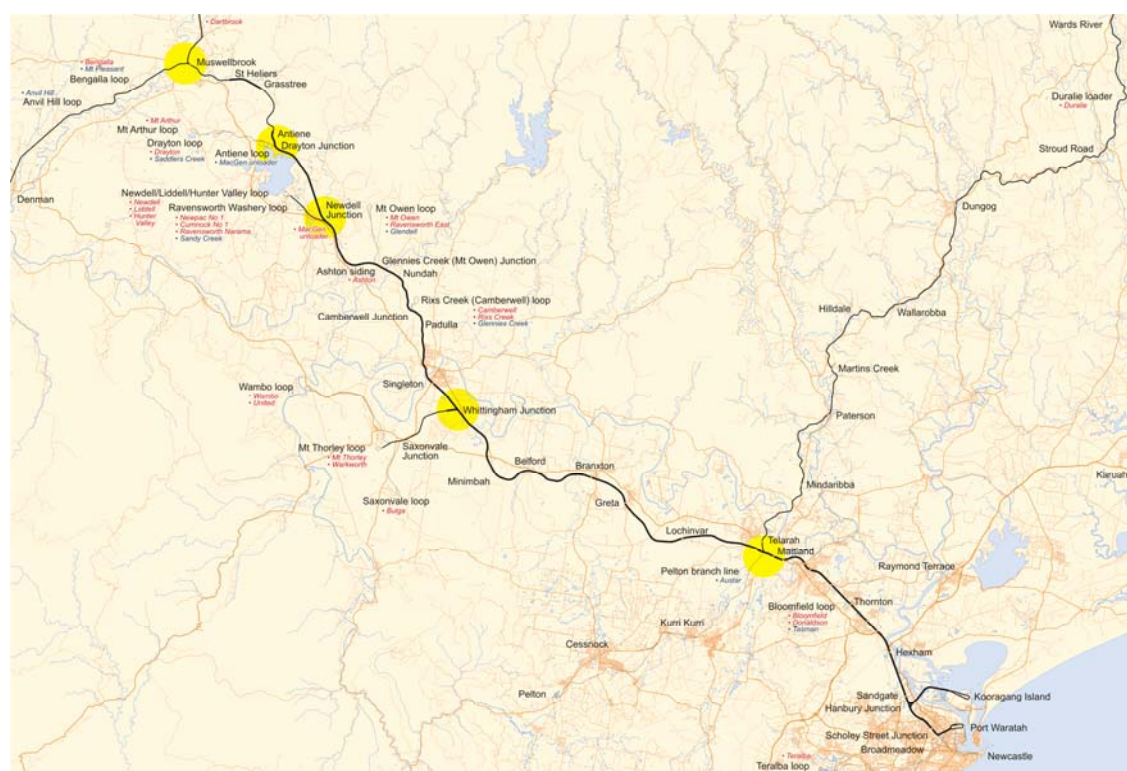 • Dartbrook
Wards River
Muswellbrook
• Bengalla
• Mt Pleasant
Bengalla loop
St Heliers
Grasstree
• Anvil Hill
Anvil Hill loop
Duralie loader
• Duralie
• Mt Arthur
Mt Arthur loop
Antiene
Drayton Junction
Drayton loop
• Drayton
• Saddlers Creek
Antiene loop
• MacGen unloader
Stroud Road
Denman
Newdell/Liddell/Hunter Valley loop
• Newdell
• Liddell
• Hunter
Valley
Ravensworth Washery loop
• Newpac No 1
• Cumnock No 1
• Ravensworth Narama
• Sandy Creek
Newdell
Junction
• MacGen
unloader
Mt Owen loop
• Mt Owen
• Ravensworth East
• Glendell
Dungog
Glennies Creek (Mt Owen) Junction
Ashton siding
• Ashton
Nundah
Rixs Creek (Camberwell) loop
• Camberwell
• Rixs Creek
• Glennies Creek
Camberwell Junction
Padulla
Hilldale
Wallarobba
Martins Creek
Singleton
Wambo loop
• Wambo
• United
Whittingham Junction
Paterson
Mt Thorley loop
• Mt Thorley
• Warkworth
Saxonvale
Junction
Belford
Branxton
Minimbah
Mindaribba
Karuah
Saxonvale loop
• Bulga
Greta
Lochinvar
Telarah
Maitland
Pelton branch line
• Austar
Raymond Terrace
Bloomfield loop
• Bloomfield
• Donaldson
• Tasman
Thornton
Kurri Kurri
Cessnock
Hexham
Pelton
Sandgate
Hanbury Junction
Kooragang Island
Port Waratah
Scholey Street Junction
Broadmeadow
Newcastle
• Teralba
Teralba loop